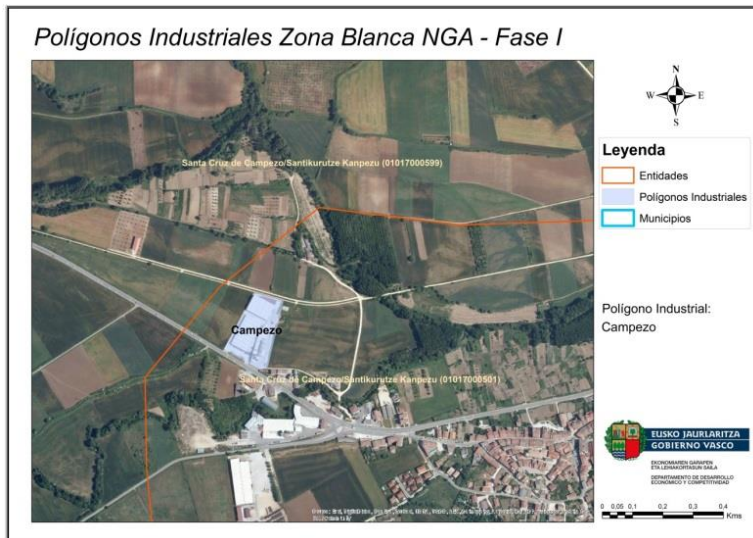 Polígonos Industriales Zona Blanca NGA - Fase I
Santa Cruz de Campezo/Santikurutze Kanpezu (01017000599)
Campezo
Santa Cruz de Campezo/Santikurutze Kanpezu (01017000501)
N
W E
S
Leyenda
Entidades
Polígonos Industriales
Municipios
Polígono Industrial:
Campezo
EUSKO JAURLARITZA
GOBIERNO VASCO
EKONOMIAREN GARAPEN
ETA LEHIAKORTASUN SAILA
DEPARTAMENTO DE DESARROLLO
ECONÓMICO Y COMPETITIVIDAD
0 0,05 0,1 0,2 0,3 0,4
Kms